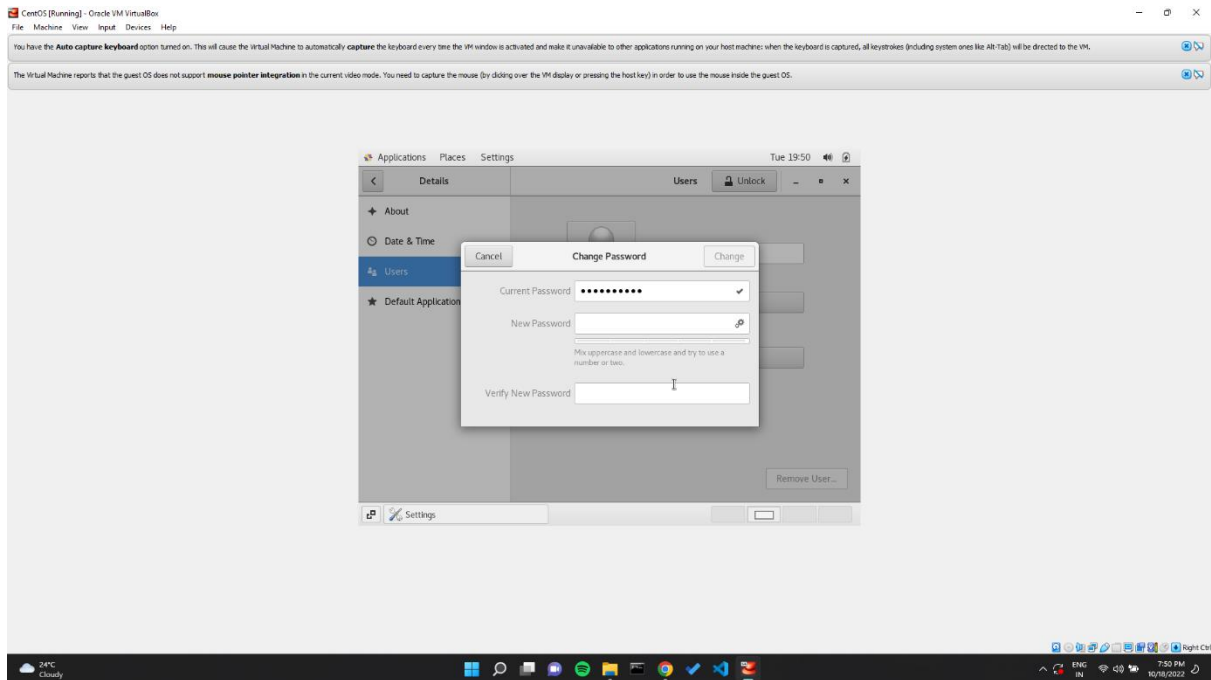 CentOS [Running] - Oracle VM VirtualBox
File Machine View Input Devices Help
You have the Auto capture keyboard option turned on. This will cause the Virtual Machine to automatically capture the keyboard every time the VM window is activated and make it unavailable to other applications running on your host machine: when the keyboard is captured, all keystrokes (including system ones like Alt-Tab) will be directed to the VM.
The Virtual Machine reports that the guest OS does not support mouse pointer integration in the current video mode. You need to capture the mouse (by clicking over the VM display or pressing the host key) in order to use the mouse inside the guest OS.
Applications Places Settings Tue 19:50
Details Users Unlock
About
Date & Time
Users
Default Application
Cancel Change Password Change
Current Password
New Password
Mix uppercase and lowercase and try to use a
number or two.
Verify New Password
Remove User...
Settings
Right Ctrl
24°C
Cloudy
ENG
IN
7:50 PM
10/18/2022